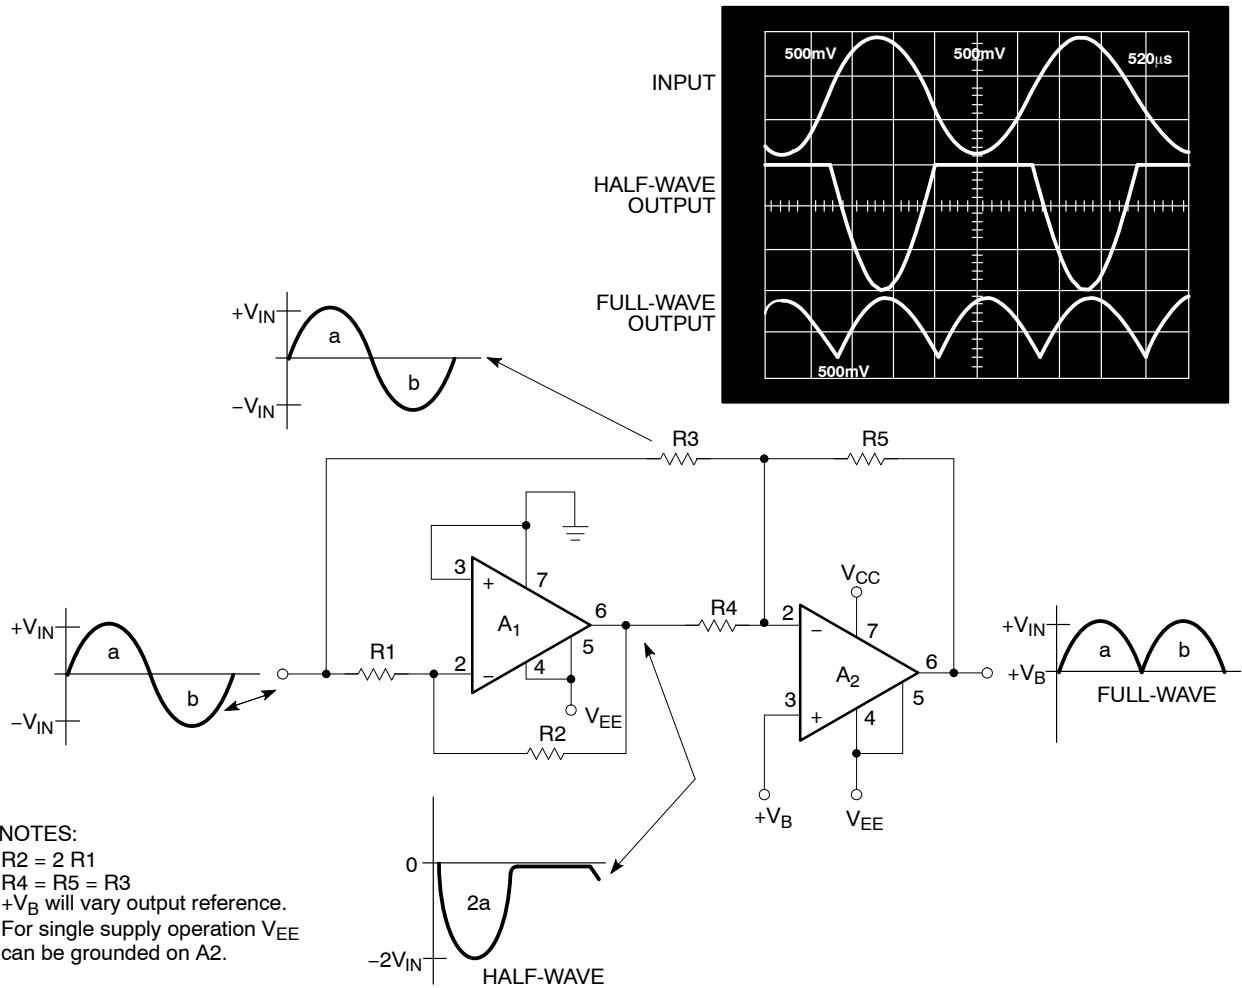 500mV 500mV 520µs
INPUT
HALF-WAVE
OUTPUT
FULL-WAVE
OUTPUT
500mV
+VIN
a
b
−VIN
R3 R5
3 + 7
A1
6
2 − 4 5
VEE
R1
R2
R4
VCC
2 − 7
A2
6
3 + 4 5
+VB VEE
+VIN
a
b
−VIN
+VIN
a b
+VB
FULL-WAVE
0
2a
−2VIN
HALF-WAVE
NOTES:
R2 = 2 R1
R4 = R5 = R3
+VB will vary output reference.
For single supply operation VEE
can be grounded on A2.